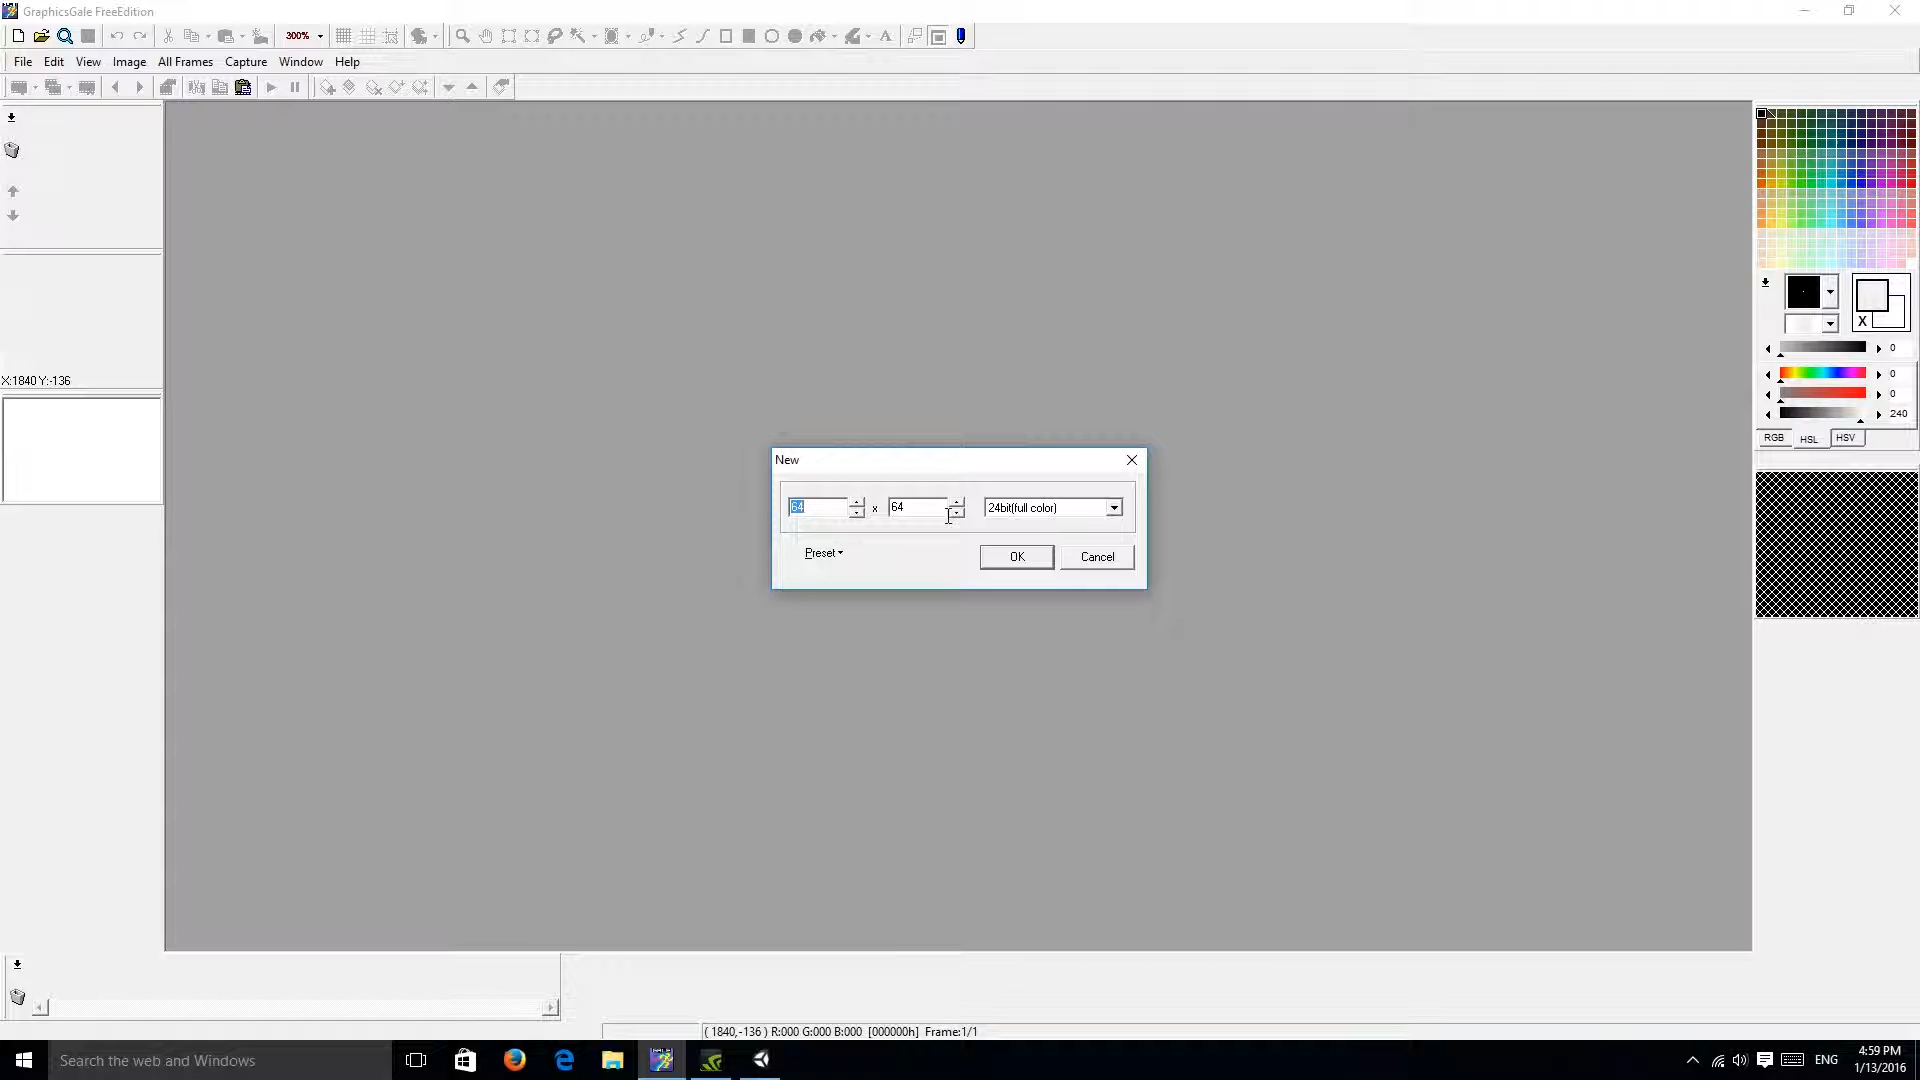 GraphicsGale FreeEdition
300%
A
File Edit View Image All Frames Capture Window Help
X:1840 Y:-136
X
0
0
0
240
RGB HSL HSV
New
64 x 64 24bit(full color)
Preset OK Cancel
( 1840,-136 ) R:000 G:000 B:000 [000000h] Frame:1/1
Search the web and Windows
ENG
4:59 PM
1/13/2016